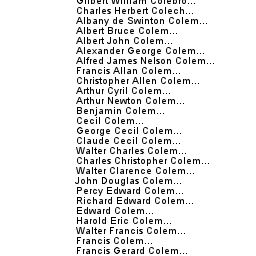 Gilbert William Colebro...
Charles Herbert Colech...
Albany de Swinton Colem...
Albert Bruce Colem...
Albert John Colem...
Alexander George Colem...
Alfred James Nelson Colem...
Francis Allan Colem...
Christopher Allen Colem...
Arthur Cyril Colem...
Arthur Newton Colem...
Benjamin Colem...
Cecil Colem...
George Cecil Colem...
Claude Cecil Colem...
Walter Charles Colem...
Charles Christopher Colem...
Walter Clarence Colem...
John Douglas Colem...
Percy Edward Colem...
Richard Edward Colem...
Edward Colem...
Harold Eric Colem...
Walter Francis Colem...
Francis Colem...
Francis Gerard Colem...